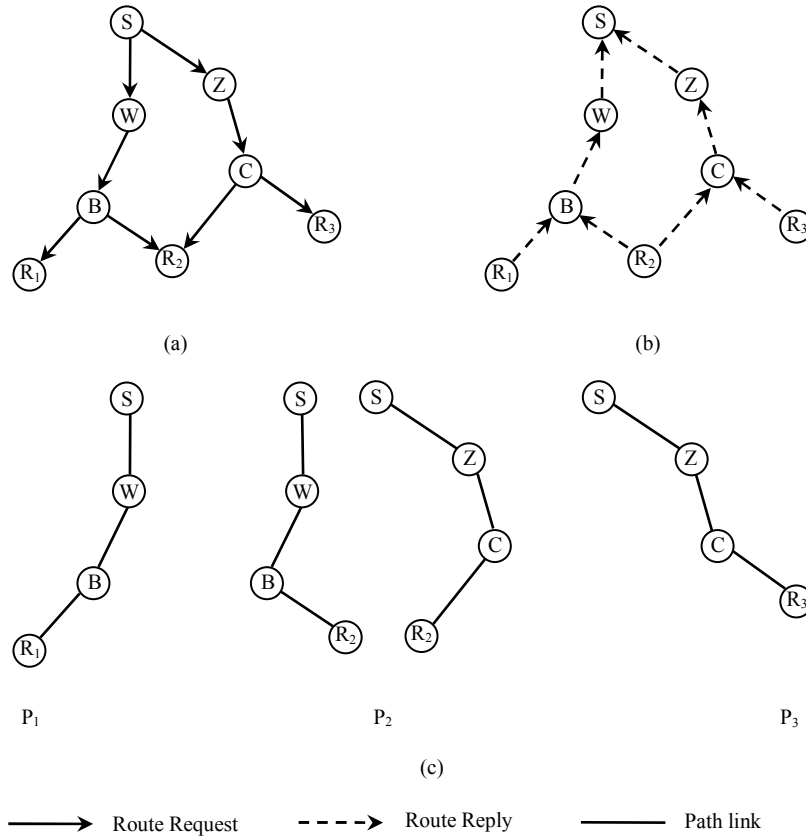 S
Z
W
C
B
R₃
R₂
R₁
(a)
S
Z
W
C
B
R₃
R₂
R₁
(b)
S
W
B
R₁
P₁
S
W
B
R₂
S
Z
C
R₂
P₂
S
Z
C
R₃
P₃
(c)
Route Request
Route Reply
Path link